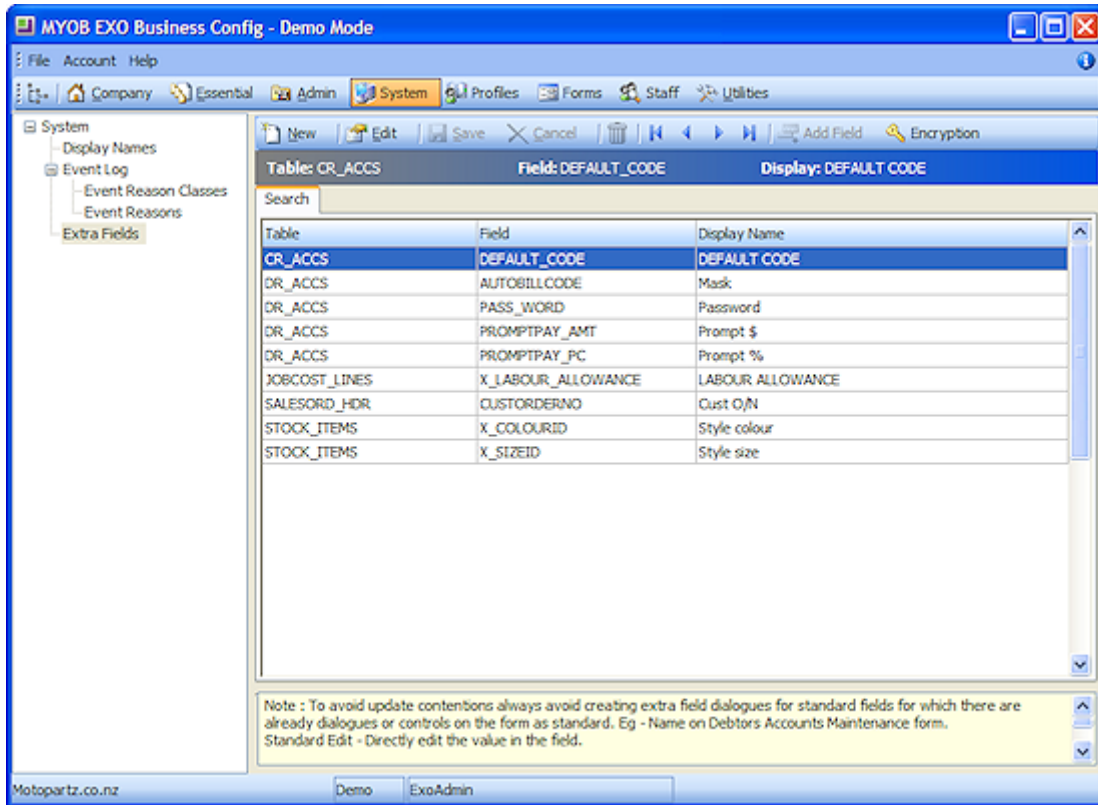 MYOB EXO Business Config - Demo Mode
File Account Help
Company Essential Admin System Profiles Forms Staff Utilities
System
Display Names
Event Log
Event Reason Classes
Event Reasons
Extra Fields
New Edit Save Cancel Add Field Encryption
Table: CR_ACCS Field: DEFAULT_CODE Display: DEFAULT CODE
Search
Table Field Display Name
CR_ACCS DEFAULT_CODE DEFAULT CODE
DR_ACCS AUTOBILLCODE Mask
DR_ACCS PASS_WORD Password
DR_ACCS PROMPTPAY_AMT Prompt $
DR_ACCS PROMPTPAY_PC Prompt %
JOBCOST_LINES X_LABOUR_ALLOWANCE LABOUR ALLOWANCE
SALESORD_HDR CUSTORDERNO Cust O/N
STOCK_ITEMS X_COLOURID Style colour
STOCK_ITEMS X_SIZEID Style size
Note : To avoid update contentions always avoid creating extra field dialogues for standard fields for which there are
already dialogues or controls on the form as standard. Eg - Name on Debtors Accounts Maintenance form.
Standard Edit - Directly edit the value in the field.
Motopartz.co.nz Demo ExoAdmin